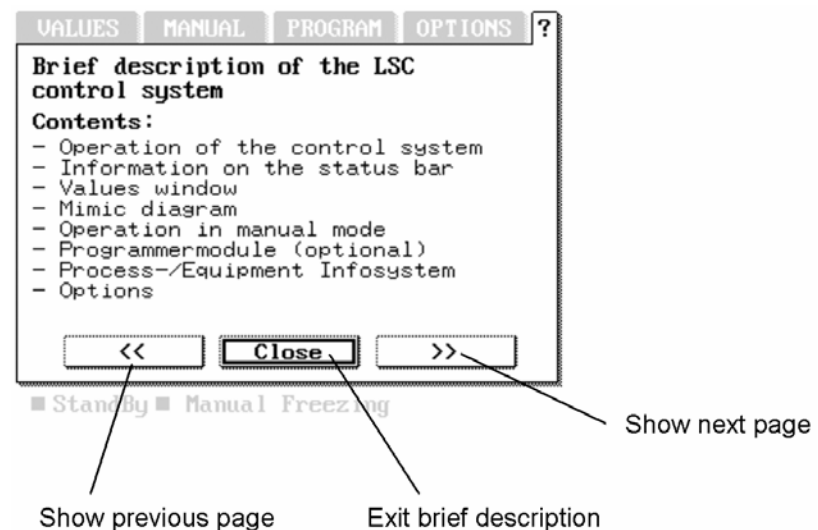 VALUES MANUAL PROGRAM OPTIONS ?
Brief description of the LSC
control system
Contents:
- Operation of the control system
- Information on the status bar
- Values window
- Mimic diagram
- Operation in manual mode
- Programmermodule (optional)
- Process-/Equipment Infosystem
- Options
<< Close >>
StandBy Manual Freezing
Show next page
Show previous page Exit brief description